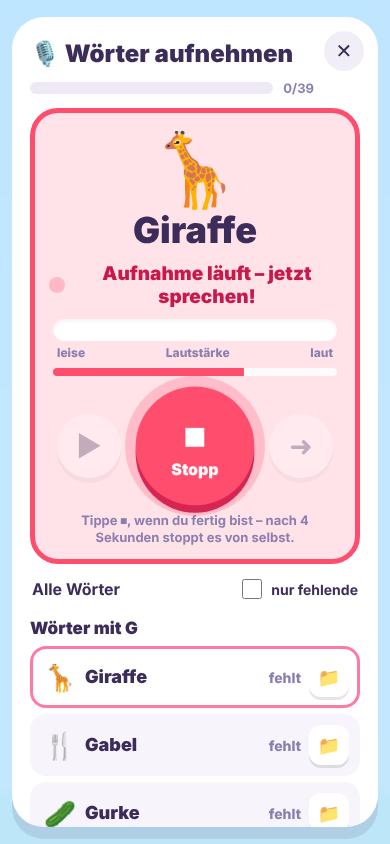 Wörter aufnehmen
0/39
Giraffe
Aufnahme läuft – jetzt
sprechen!
leise Lautstärke laut
Stopp
Tippe ■, wenn du fertig bist – nach 4
Sekunden stoppt es von selbst.
Alle Wörter nur fehlende
Wörter mit G
Giraffe fehlt
Gabel fehlt
Gurke fehlt